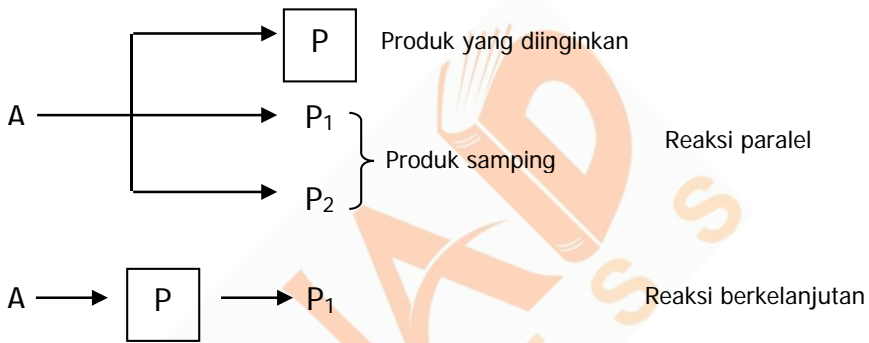 P Produk yang diinginkan
A P₁
Produk samping Reaksi paralel
P₂
A P P₁ Reaksi berkelanjutan